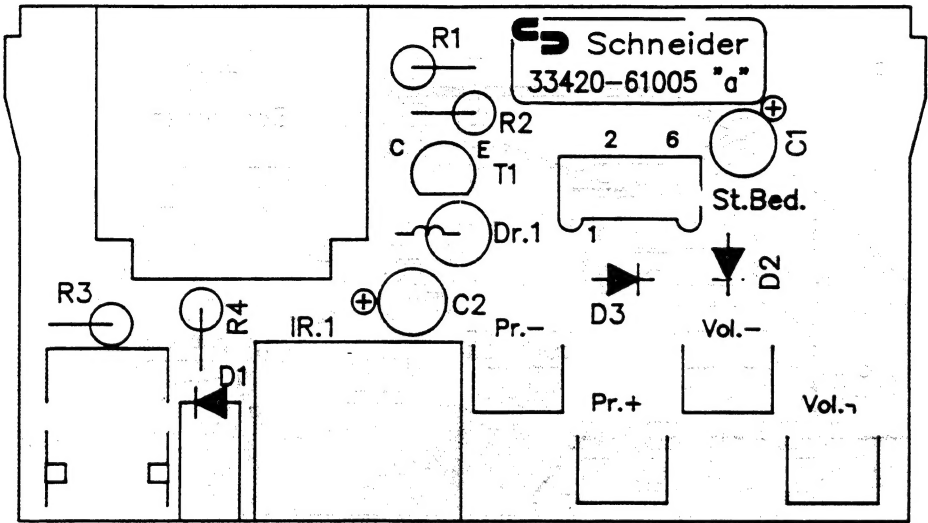 R1
Schneider
33420-61005 "a"
R2
C1
C E
2 6
T1
St.Bed.
Dr.1
1
D2
R3
R4
C2
D3
IR.1
Pr.-
Vol.-
D1
Pr.+
Vol.¬
+
+